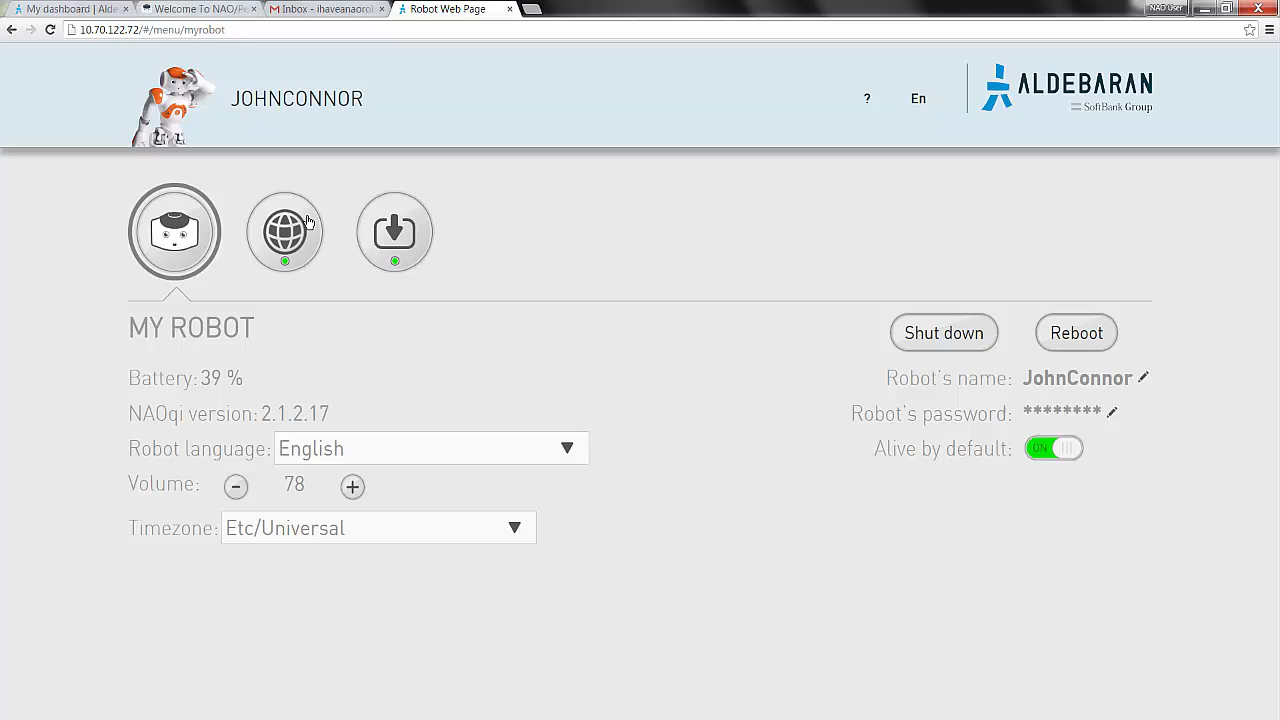 My dashboard | Alde
Welcome To NAO/Pe
Inbox - ihaveanaorol
Robot Web Page
NAO User
10.70.122.72/#/menu/myrobot
JOHNCONNOR
?
En
ALDEBARAN
SoftBank Group
MY ROBOT
Shut down
Reboot
Battery: 39 %
Robot's name: JohnConnor
NAOqi version: 2.1.2.17
Robot's password: ********
Robot language: English
Alive by default: ON
Volume: - 78 +
Timezone: Etc/Universal